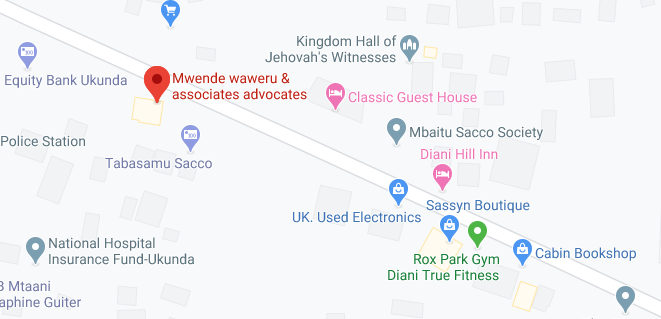 Kingdom Hall of
Jehovah's Witnesses
Equity Bank Ukunda
Mwende waweru &
associates advocates
Classic Guest House
Mbaitu Sacco Society
Police Station
Tabasamu Sacco
Diani Hill Inn
UK. Used Electronics
Sassyn Boutique
National Hospital
Insurance Fund-Ukunda
Rox Park Gym
Diani True Fitness
Cabin Bookshop
Mtaani
aphine Guiter